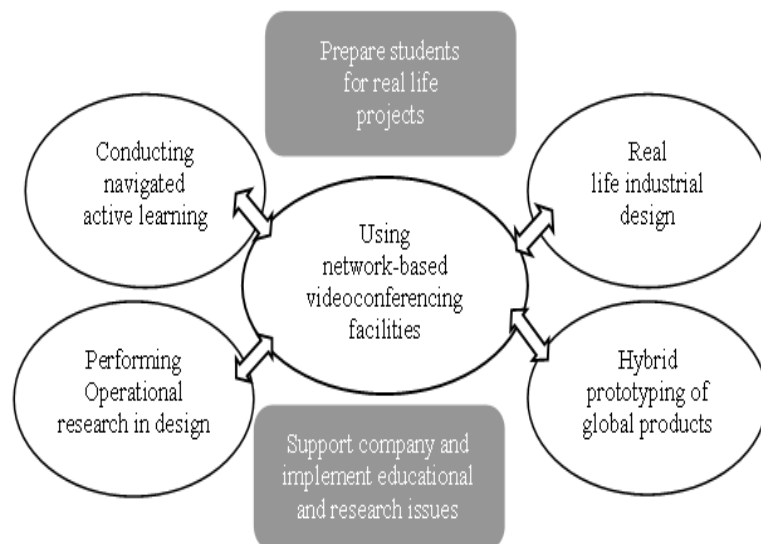 Prepare students
for real life
projects
Conducting
navigated
active learning
Real
life industrial
design
Using
network-based
videoconferencing
facilities
Performing
Operational
research in design
Hybrid
prototyping of
global products
Support company and
implement educational
and research issues